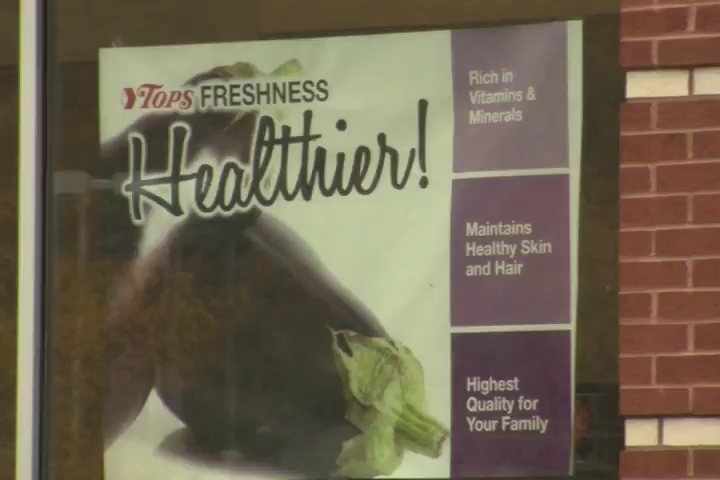 TOPS FRESHNESS
Healthier!
Rich in
Vitamins &
Minerals
Maintains
Healthy Skin
and Hair
Highest
Quality for
Your Family